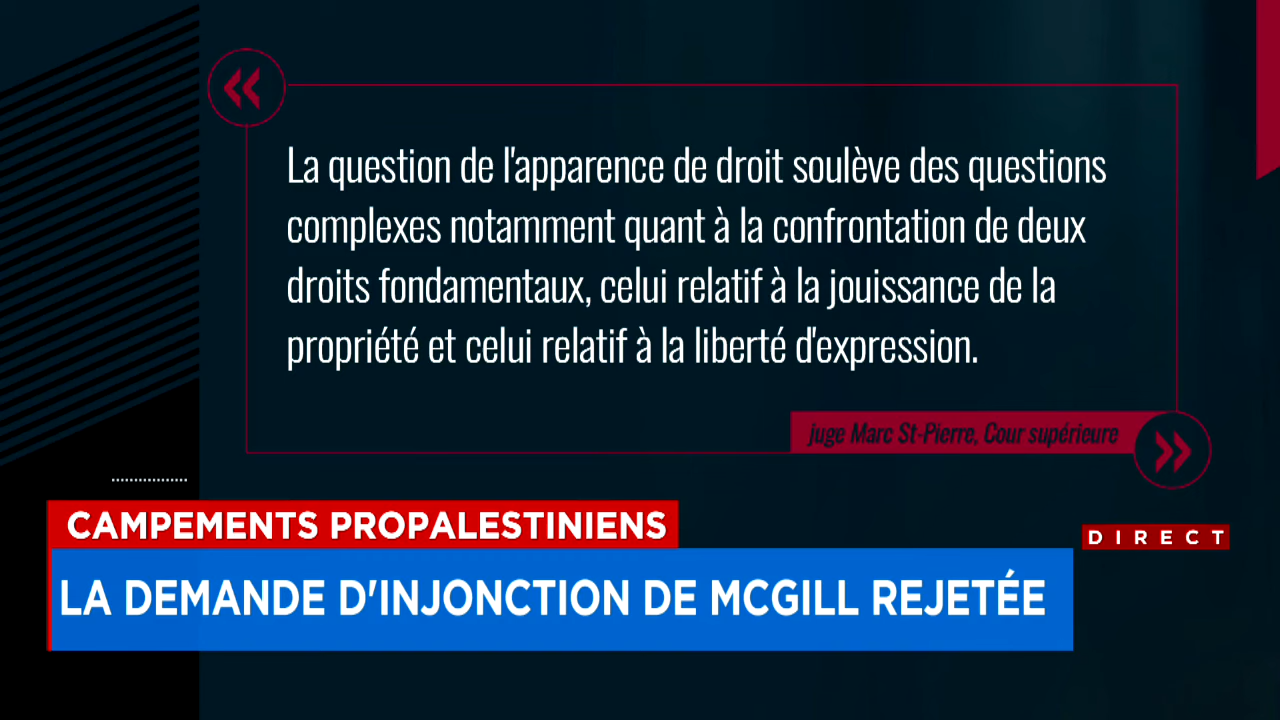 La question de l'apparence de droit soulève des questions
complexes notamment quant à la confrontation de deux
droits fondamentaux, celui relatif à la jouissance de la
propriété et celui relatif à la liberté d'expression.
juge Marc St-Pierre, Cour supérieure
CAMPEMENTS PROPALESTINIENS
DIRECT
LA DEMANDE D'INJONCTION DE MCGILL REJETÉE